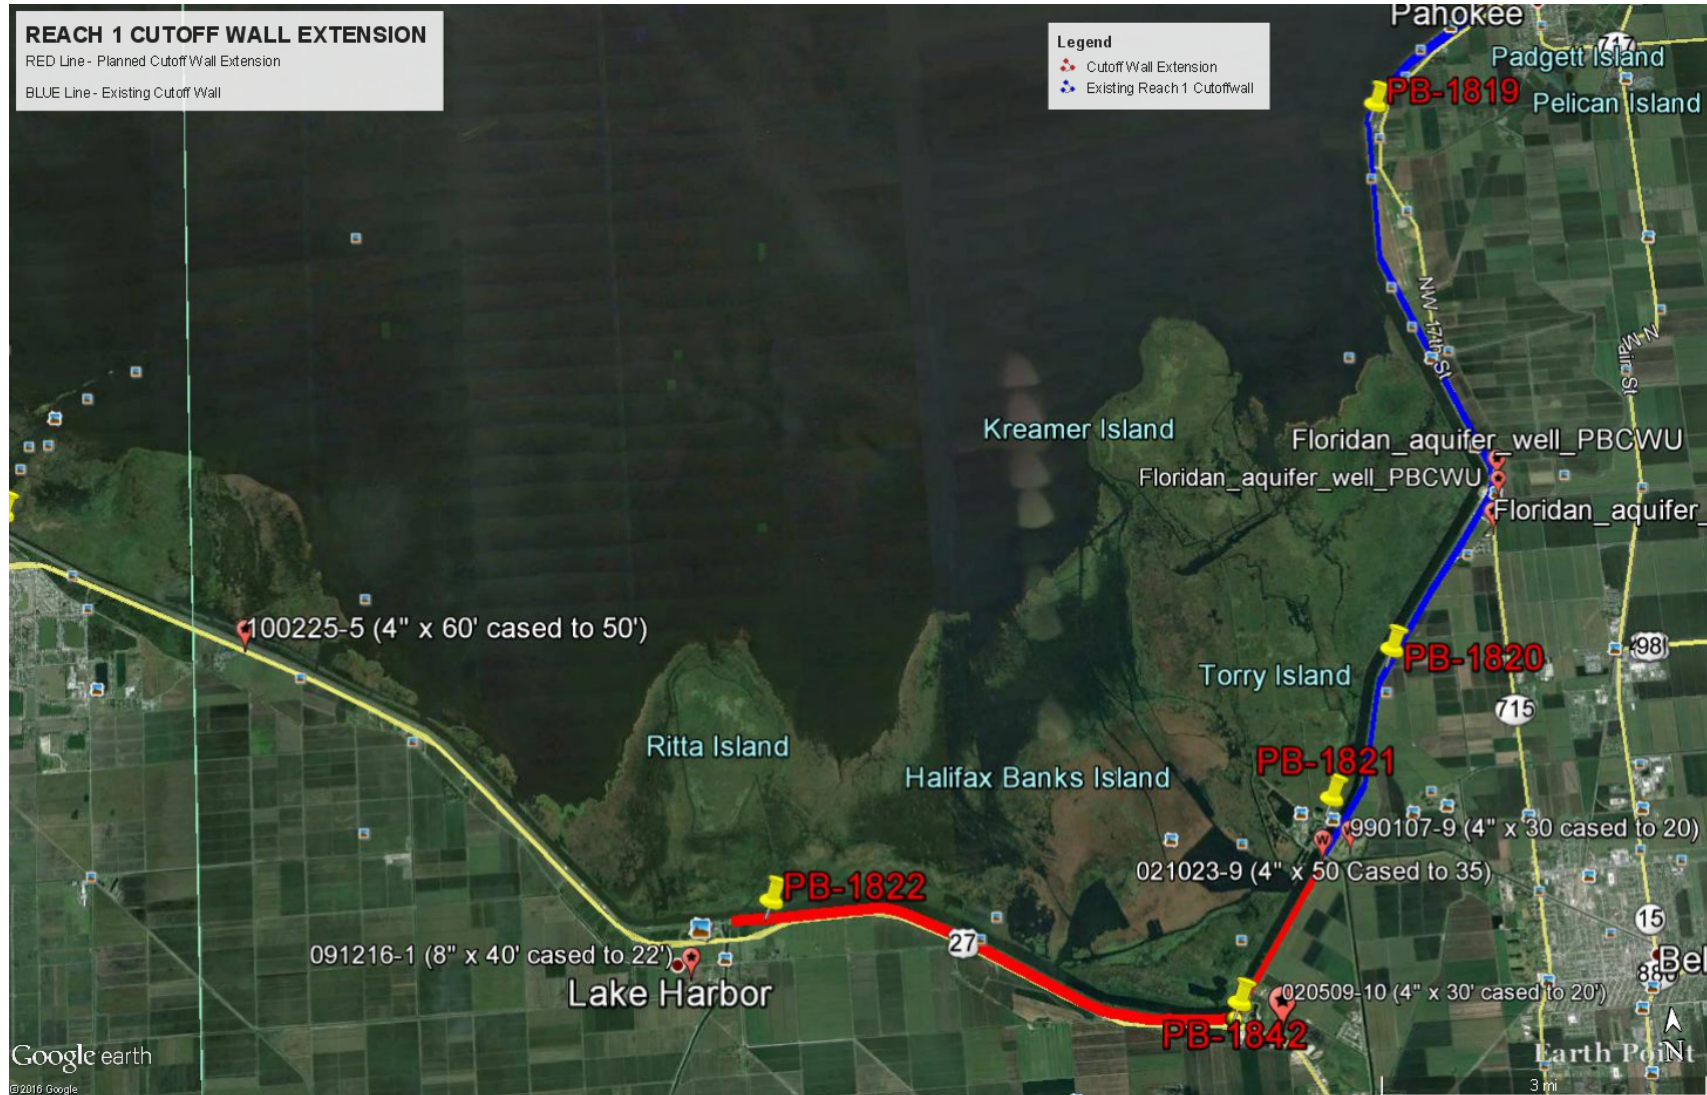 REACH 1 CUTOFF WALL EXTENSION
RED Line - Planned Cutoff Wall Extension
BLUE Line - Existing Cutoff Wall
Legend
Cutoff Wall Extension
Existing Reach 1 Cutoffwall
Pahokee
717
Padgett Island
PB-1819
Pelican Island
NW 17th St
N Main St
Kreamer Island
Floridan_aquifer_well_PBCWU
Floridan_aquifer_well_PBCWU
Floridan_aquifer_
100225-5 (4" x 60' cased to 50')
98
PB-1820
Torry Island
715
Ritta Island
PB-1821
Halifax Banks Island
990107-9 (4" x 30 cased to 20)
021023-9 (4" x 50 Cased to 35)
PB-1822
15
27
091216-1 (8" x 40' cased to 22')
Bel
880
Lake Harbor
020509-10 (4" x 30' cased to 20')
PB-1842
N
Google earth
Earth Point
©2016 Google
3 mi